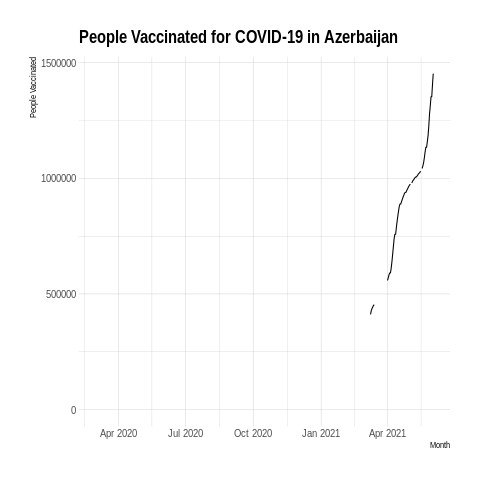 People Vaccinated for COVID-19 in Azerbaijan
People Vaccinated
1500000
1000000
500000
0
Apr 2020 Jul 2020 Oct 2020 Jan 2021 Apr 2021
Month